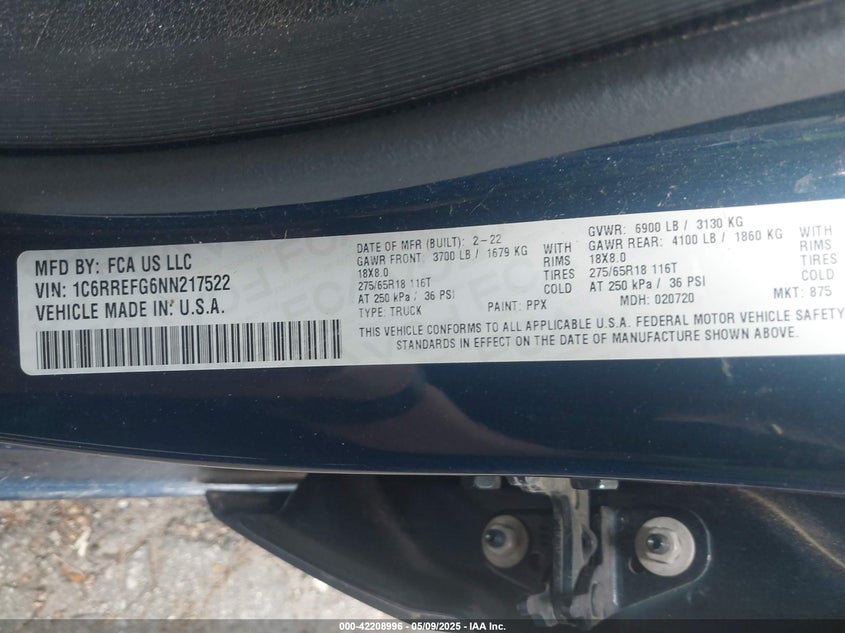 MFD BY: FCA US LLC
VIN: 1C6RREFG6NN217522
VEHICLE MADE IN: U.S.A.
DATE OF MFR (BUILT): 2-22
GAWR FRONT: 3700 LB / 1679 KG WITH
18X8.0 RIMS
275/65R18 116T TIRES
AT 250 kPa / 36 PSI
TYPE: TRUCK PAINT: PPX
GVWR: 6900 LB / 3130 KG
GAWR REAR: 4100 LB / 1860 KG WITH
18X8.0 RIMS
275/65R18 116T TIRES
AT 250 kPa / 36 PSI
MDH: 020720 MKT: 875
THIS VEHICLE CONFORMS TO ALL APPLICABLE U.S.A. FEDERAL MOTOR VEHICLE SAFETY
STANDARDS IN EFFECT ON THE DATE OF MANUFACTURE SHOWN ABOVE.
000-42208996 - 05/09/2025 - IAA Inc.